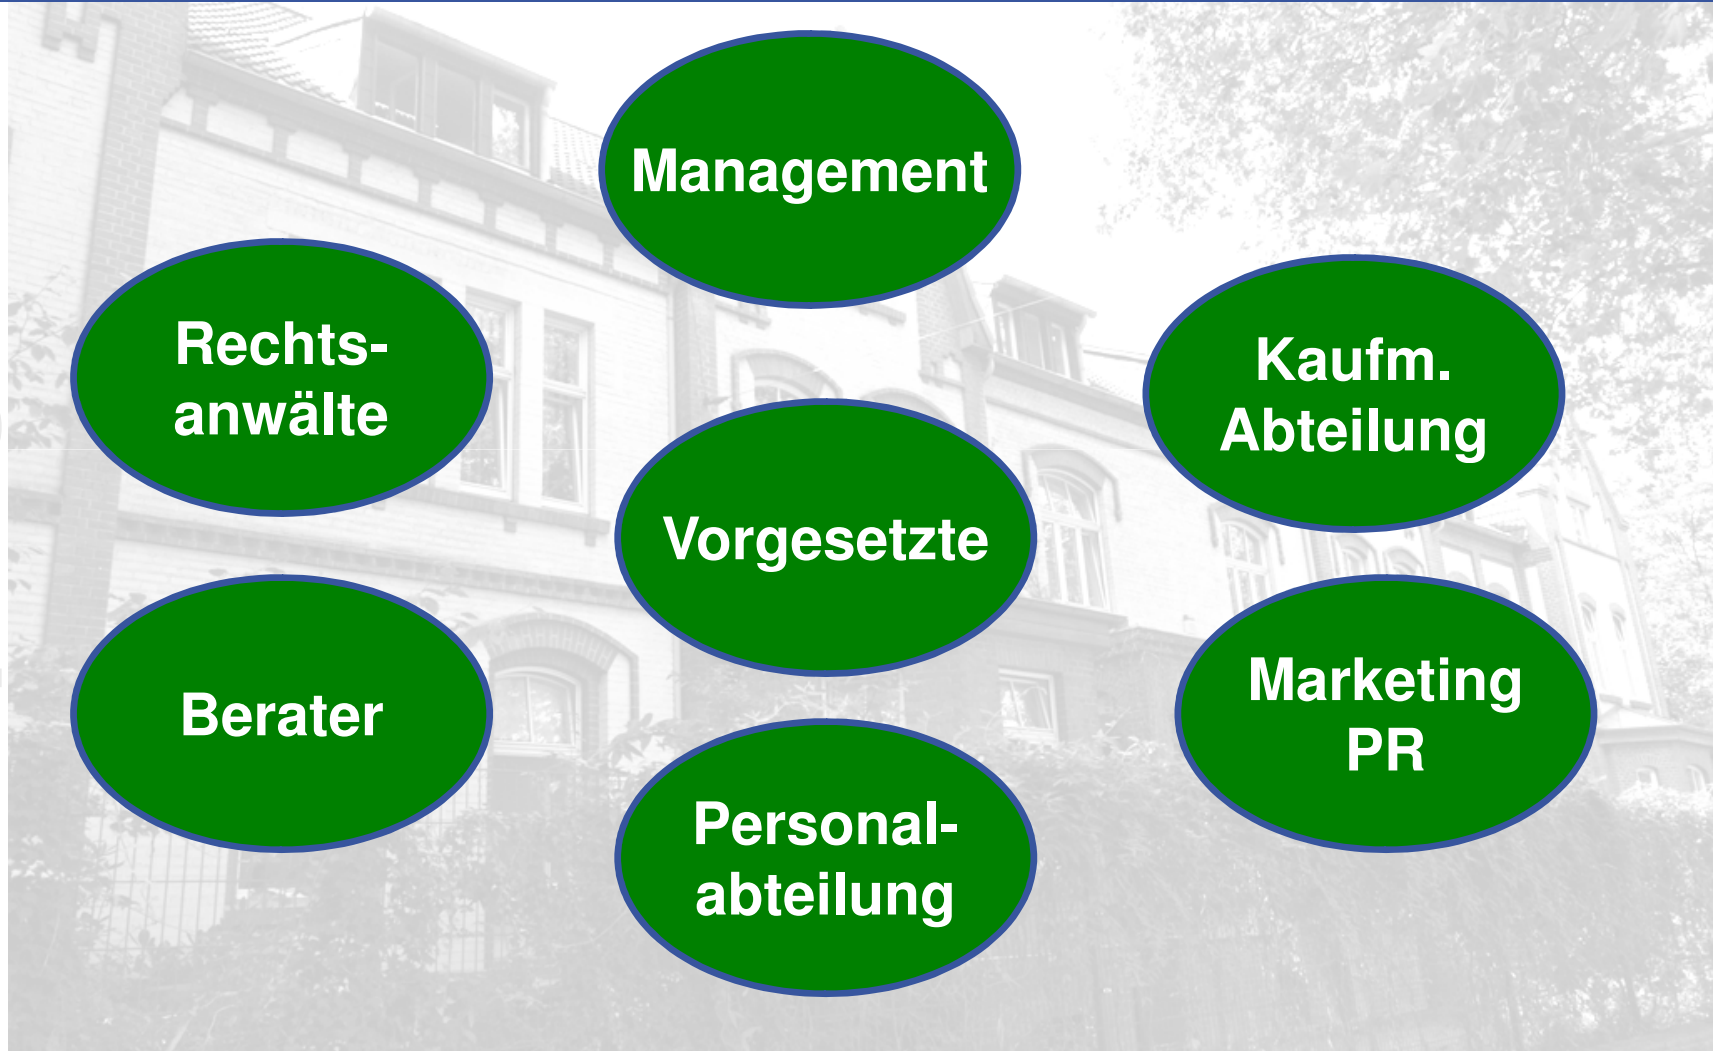 Management
Rechts-
anwälte
Kaufm.
Abteilung
Vorgesetzte
Berater
Marketing
PR
Personal-
abteilung